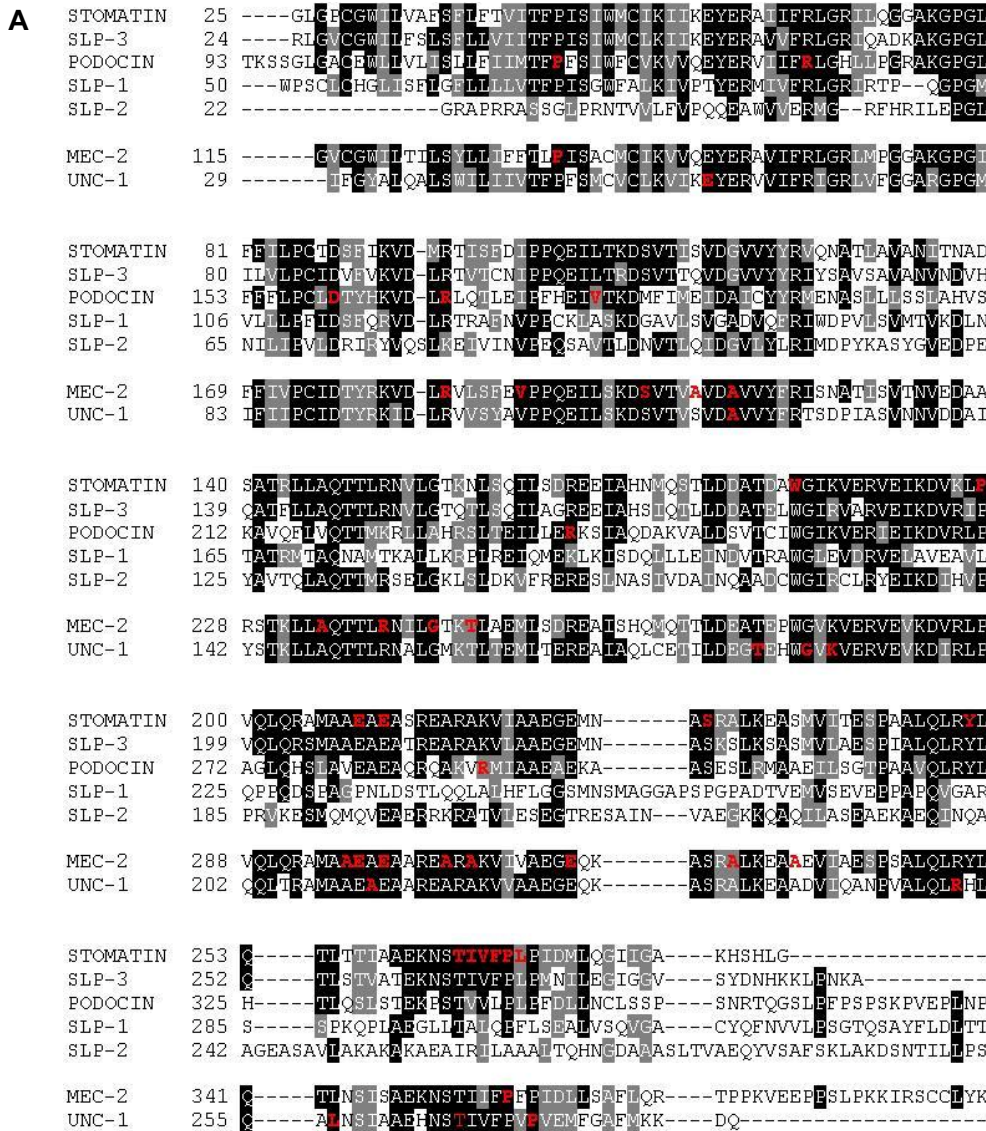 A
STOMATIN 25 ----GLGPCGWILVAFSFLFTVITFPISIWMCIKIIKEYERAIIFRLGRILQGGAKGPGL
SLP-3 24 ----RLGVCGWILFSLSFLLVIITFPISIWMCLKIIKEYERAVVFRLGRIQADKAKGPGL
PODOCIN 93 TKSSGLGACEWLLVLISLLFIIMTFPFSIWFCVKVVQEYERVIIFRLGHLLPGRAKGPGL
SLP-1 50 ---WPSCLCHGLISFLGFLLLLVTFPISGWFALKIVPTYERMIVFRLGRIRTP--QGPGM
SLP-2 22 ----------------GRAPRRASSGLPRNTVVLFVPQQEAWVVERMG--RFHRILEPGL
MEC-2 115 ------GVCGWILTILSYLLIFFTLPISACMCIKVVQEYERAVIFRLGRLMPGGAKGPGI
UNC-1 29 -------IFGYALQALSWILIIVTFPFSMCVCLKVIKEYERVVIFRIGRLVFGGARGPGM
STOMATIN 81 FFILPCTDSFIKVD-MRTISFDIPPQEILTKDSVTISVDGVVYYRVQNATLAVANITNAD
SLP-3 80 ILVLPCIDVFVKVD-LRTVTCNIPPQEILTRDSVTTQVDGVVYYRIYSAVSAVANVNDVH
PODOCIN 153 FFFLPCLDTYHKVD-LRLQTLEIPFHEIVTKDMFIMEIDAICYYRMENASLLLSSLAHVS
SLP-1 106 VLLLPFIDSFQRVD-LRTRAFNVPPCKLASKDGAVLSVGADVQFRIWDPVLSVMTVKDLN
SLP-2 65 NILIPVLDRIRYVQSLKEIVINVPEQSAVTLDNVTLQIDGVLYLRIMDPYKASYGVEDPE
MEC-2 169 FFIVPCIDTYRKVD-LRVLSFEVPPQEILSKDSVTVAVDAVVYFRISNATISVTNVEDAA
UNC-1 83 IFIIPCIDTYRKID-LRVVSYAVPPQEILSKDSVTVSVDAVVYFRTSDPIASVNNVDDAI
STOMATIN 140 SATRLLAQTTLRNVLGTKNLSQILSDREEIAHNMQSTLDDATDAWGIKVERVEIKDVKLP
SLP-3 139 QATFLLAQTTLRNVLGTQTLSQILAGREEIAHSIQTLLDDATELWGIRVARVEIKDVRIP
PODOCIN 212 KAVQFLVQTTMKRLLAHRSLTEILLERKSIAQDAKVALDSVTCIWGIKVERIEIKDVRLP
SLP-1 165 TATRMTAQNAMTKALLKRPLREIQMEKLKISDQLLLEINDVTRAWGLEVDRVELAVEAVL
SLP-2 125 YAVTQLAQTTMRSELGKLSLDKVFRERESLNASIVDAINQAADCWGIRCLRYEIKDIHVP
MEC-2 228 RSTKLLAQTTLRNILGTKTLAEMLSDREAISHQMQTTLDEATEPWGVKVERVEVKDVRLP
UNC-1 142 YSTKLLAQTTLRNALGMKTLTEMLTEREAIAQLCETILDEGTEHWGVKVERVEVKDIRLP
STOMATIN 200 VQLQRAMAAEAEASREARAKVIAAEGEMN-------ASRALKEASMVITESPAALQLRYL
SLP-3 199 VQLQRSMAAEAEATREARAKVLAAEGEMN-------ASKSLKSASMVLAESPIALQLRYL
PODOCIN 272 AGLQHSLAVEAEAQRQAKVRMIAAEAEKA-------ASESLRMAAEILSGTPAAVQLRYL
SLP-1 225 QPPQDSPAGPNLDSTLQQLALHFLGGSMNSMAGGAPSPGPADTVEMVSEVEPPAPQVGAR
SLP-2 185 PRVKESMQMQVEAERRKRATVLESEGTRESAIN---VAEGKKQAQILASEAEKAEQINQA
MEC-2 288 VQLQRAMAAEAEAAREARAKVIVAEGEQK-------ASRALKEAAEVIAESPSALQLRYL
UNC-1 202 QQLTRAMAAEAEAAREARAKVVAAEGEQK-------ASRALKEAADVIQANPVALQLRHL
STOMATIN 253 Q-----TLTTIAAEKNSTIVFPLPIDMLQGIIGA----KHSHLG----------------
SLP-3 252 Q-----TLSTVATEKNSTIVFPLPMNILEGIGGV----SYDNHKKLPNKA----------
PODOCIN 325 H-----TLQSLSTEKPSTVVLPLPFDLLNCLSSP----SNRTQGSLPFPSPSKPVEPLNP
SLP-1 285 S-----SPKQPLAEGLLTALQPFLSEALVSQVGA----CYQFNVVLPSGTQSAYFLDLTT
SLP-2 242 AGEASAVLAKAKAKAEAIRILAAALTQHNGDAAASLTVAEQYVSAFSKLAKDSNTILLPS
MEC-2 341 Q-----TLNSISAEKNSTIIFPFPIDLLSAFLQR----TPPKVEEPPSLPKKIRSCCLYK
UNC-1 255 Q-----ALNSIAAEHNSTIVFPVPVEMFGAFMKK----DQ--------------------